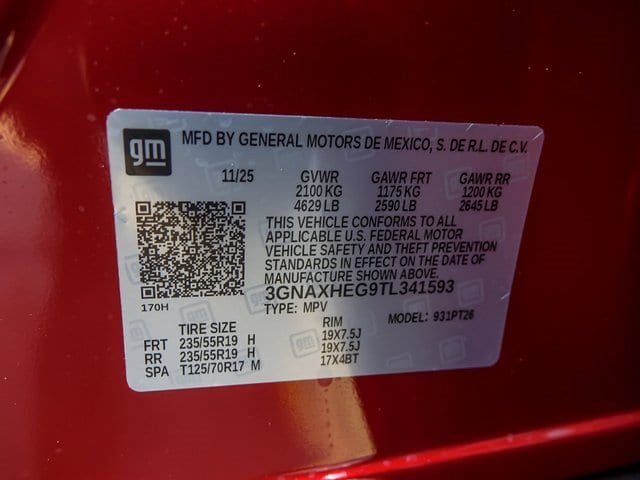 gm
MFD BY GENERAL MOTORS DE MEXICO, S. DE R.L. DE C.V.
11/25 GVWR GAWR FRT GAWR RR
2100 KG 1175 KG 1200 KG
4629 LB 2590 LB 2645 LB
THIS VEHICLE CONFORMS TO ALL
APPLICABLE U.S. FEDERAL MOTOR
VEHICLE SAFETY AND THEFT PREVENTION
STANDARDS IN EFFECT ON THE DATE OF
MANUFACTURE SHOWN ABOVE.
3GNAXHEG9TL341593
170H TYPE: MPV MODEL: 931PT26
TIRE SIZE RIM
FRT 235/55R19 H 19X7.5J
RR 235/55R19 H 19X7.5J
SPA T125/70R17 M 17X4BT